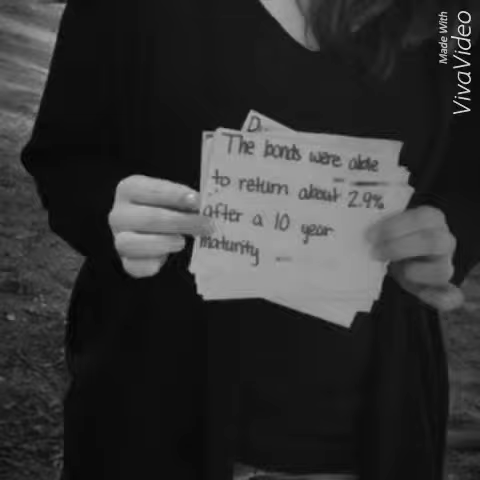 Made With
VivaVideo
D
The bonds were able
to return about 2.9%
after a 10 year
maturity